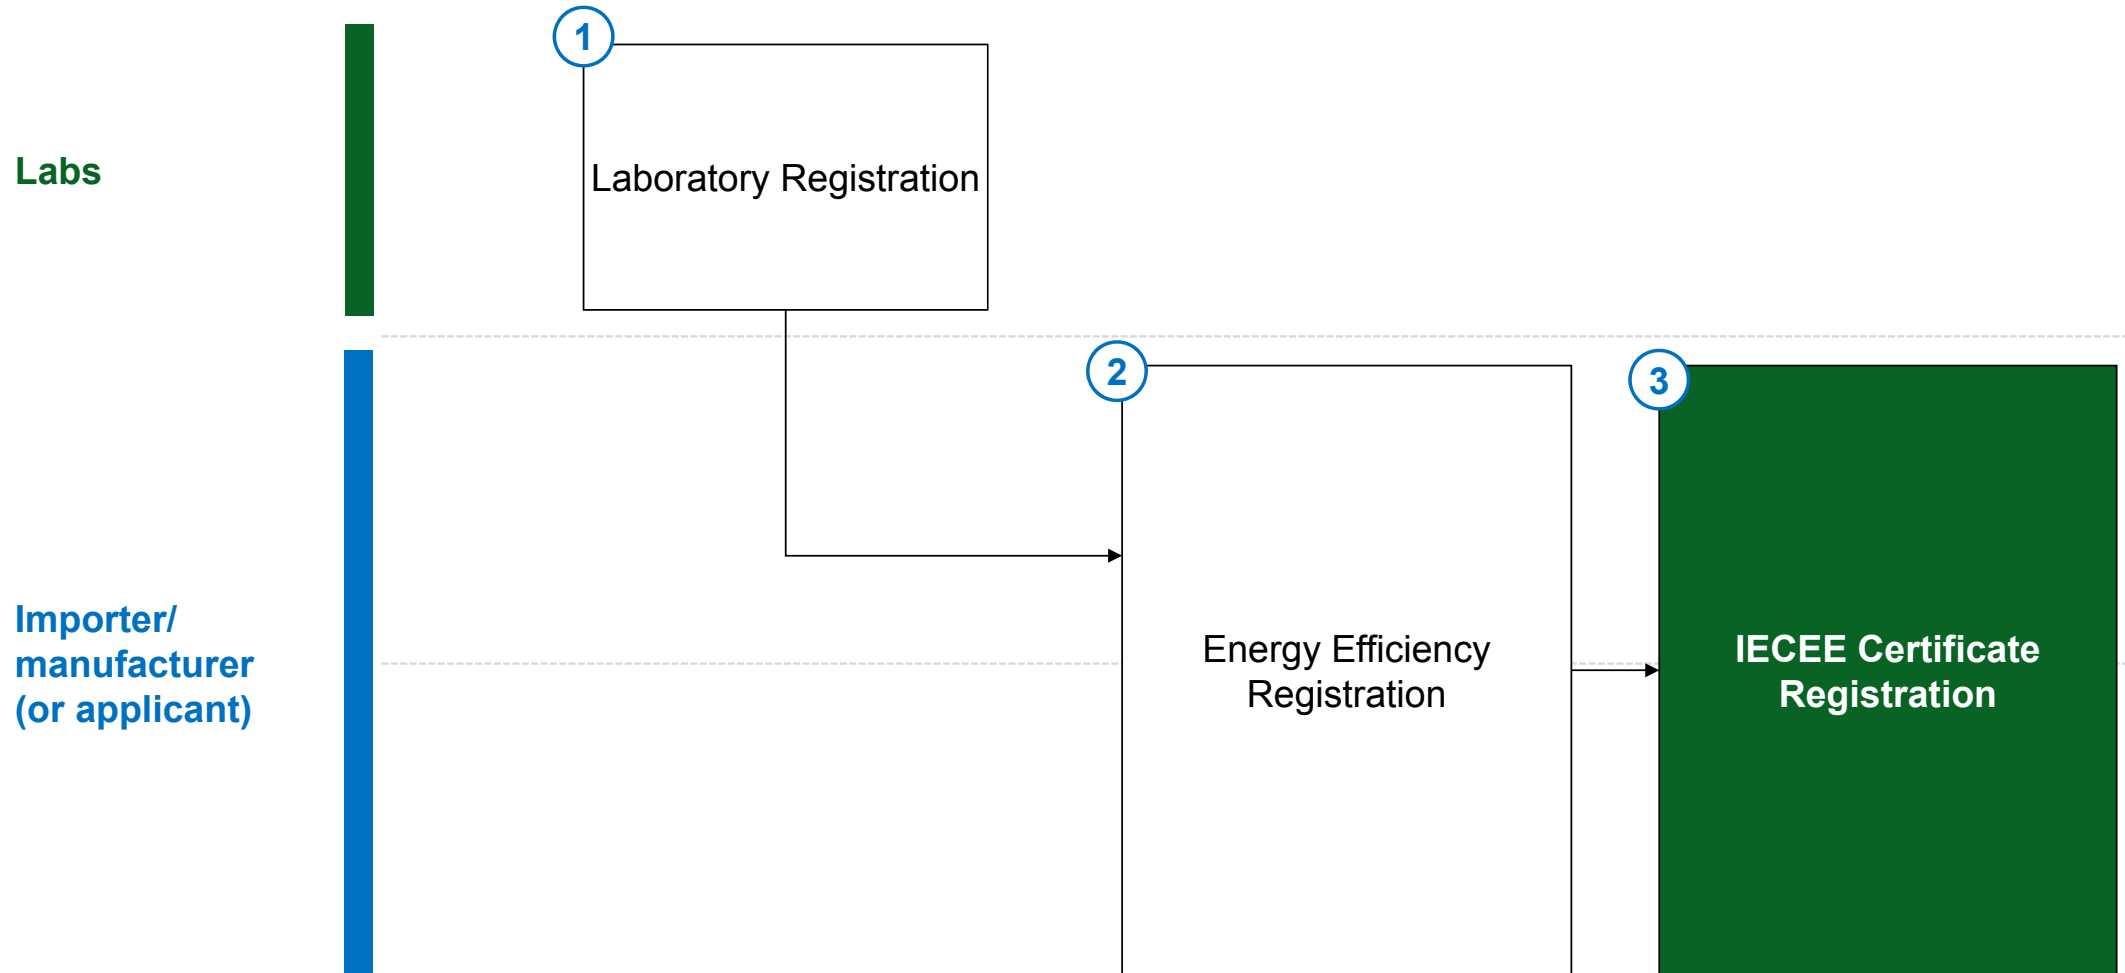 1
Laboratory Registration
Labs
2
3
Importer/
manufacturer
(or applicant)
Energy Efficiency
Registration
IECEE Certificate
Registration